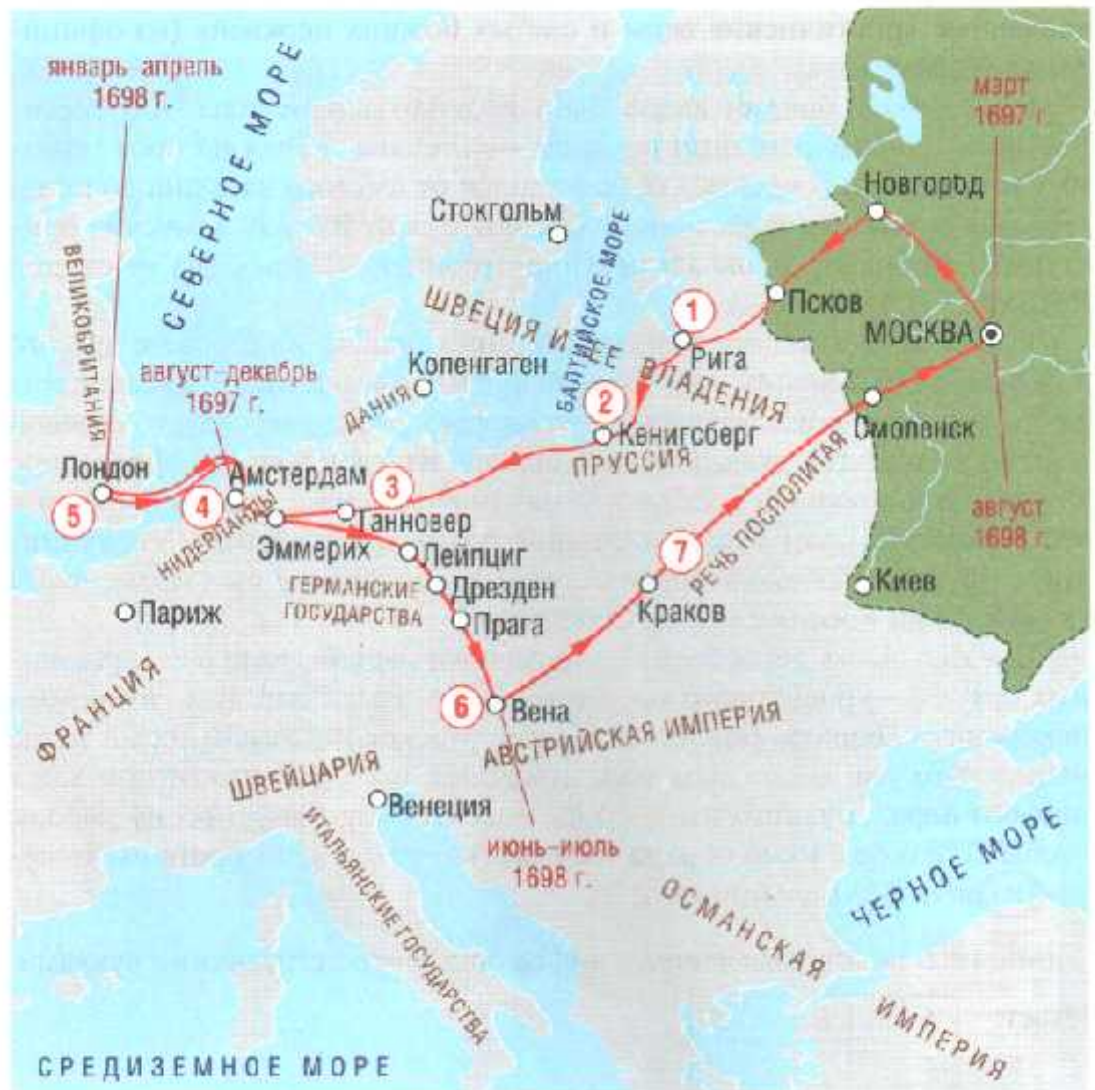 январь-апрель
1698 г.
СЕВЕРНОЕ МОРЕ
март
1697 г.
Новгород
Стокгольм
ВЕЛИКОБРИТАНИЯ
БАЛТИЙСКОЕ МОРЕ
ШВЕЦИЯ И ЕЕ ВЛАДЕНИЯ
1
Псков
МОСКВА
Рига
август-декабрь
1697 г.
Копенгаген
ДАНИЯ
2
Кенигсберг
ПРУССИЯ
Смоленск
Лондон
5
Амстердам
4
3
НИДЕРЛАНДЫ
Ганновер
Эммерих
Лейпциг
РЕЧЬ ПОСПОЛИТАЯ
август
1698 г.
7
Дрезден
ГЕРМАНСКИЕ
ГОСУДАРСТВА
Краков
Киев
Париж
Прага
ФРАНЦИЯ
6
Вена
АВСТРИЙСКАЯ ИМПЕРИЯ
ШВЕЙЦАРИЯ
Венеция
ИТАЛЬЯНСКИЕ ГОСУДАРСТВА
июнь-июль
1698 г.
ЧЕРНОЕ МОРЕ
ОСМАНСКАЯ ИМПЕРИЯ
СРЕДИЗЕМНОЕ МОРЕ